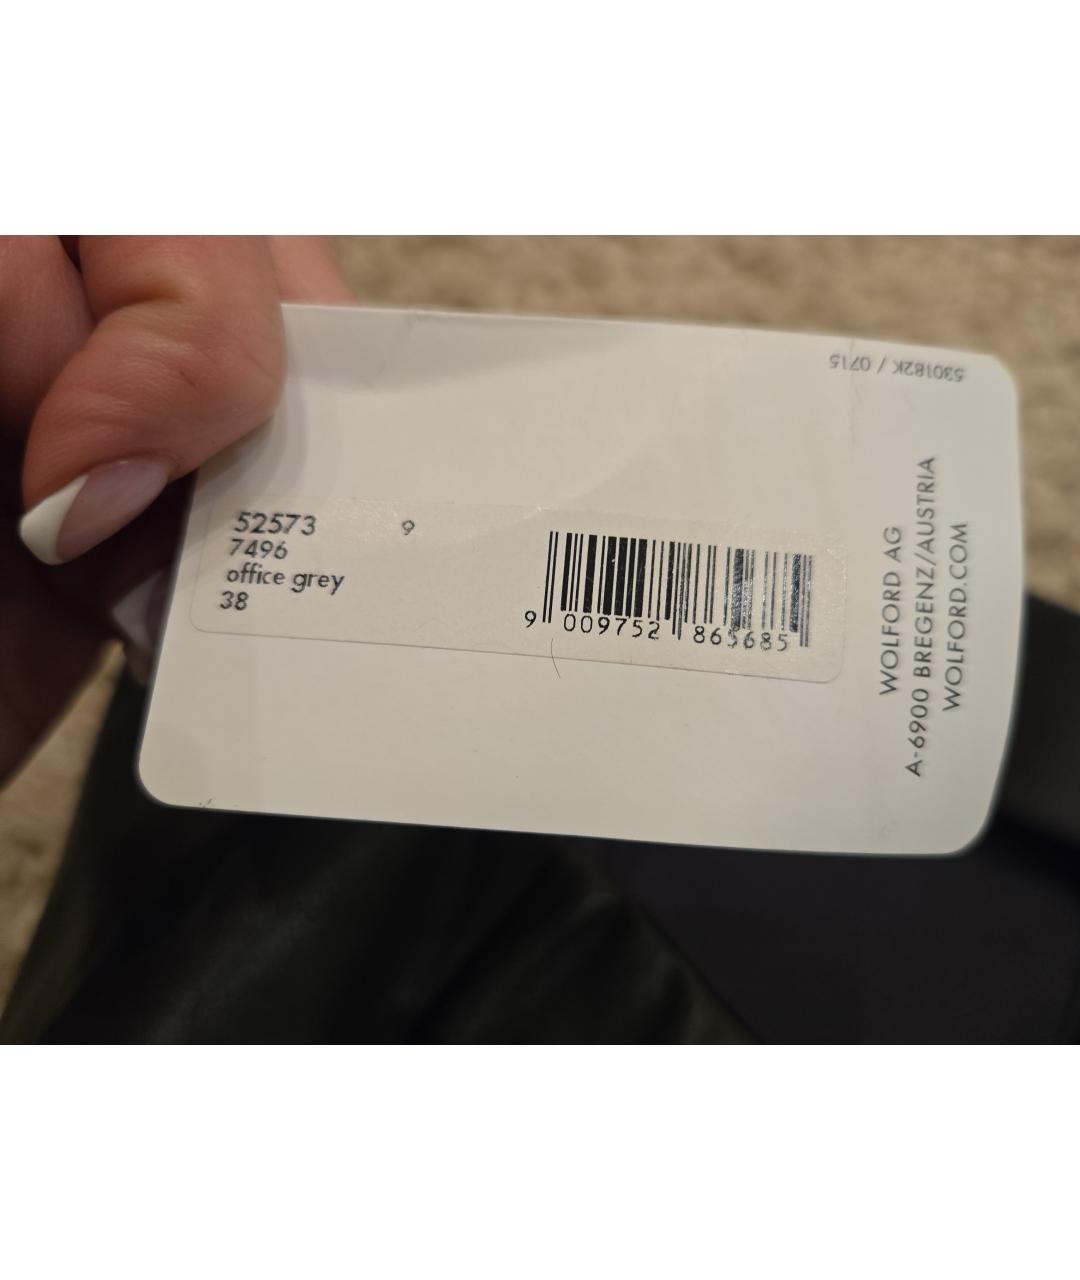 530182K / 0715
52573 9
7496
office grey
38
9 009752 865685
WOLFORD AG
A-6900 BREGENZ/AUSTRIA
WOLFORD.COM